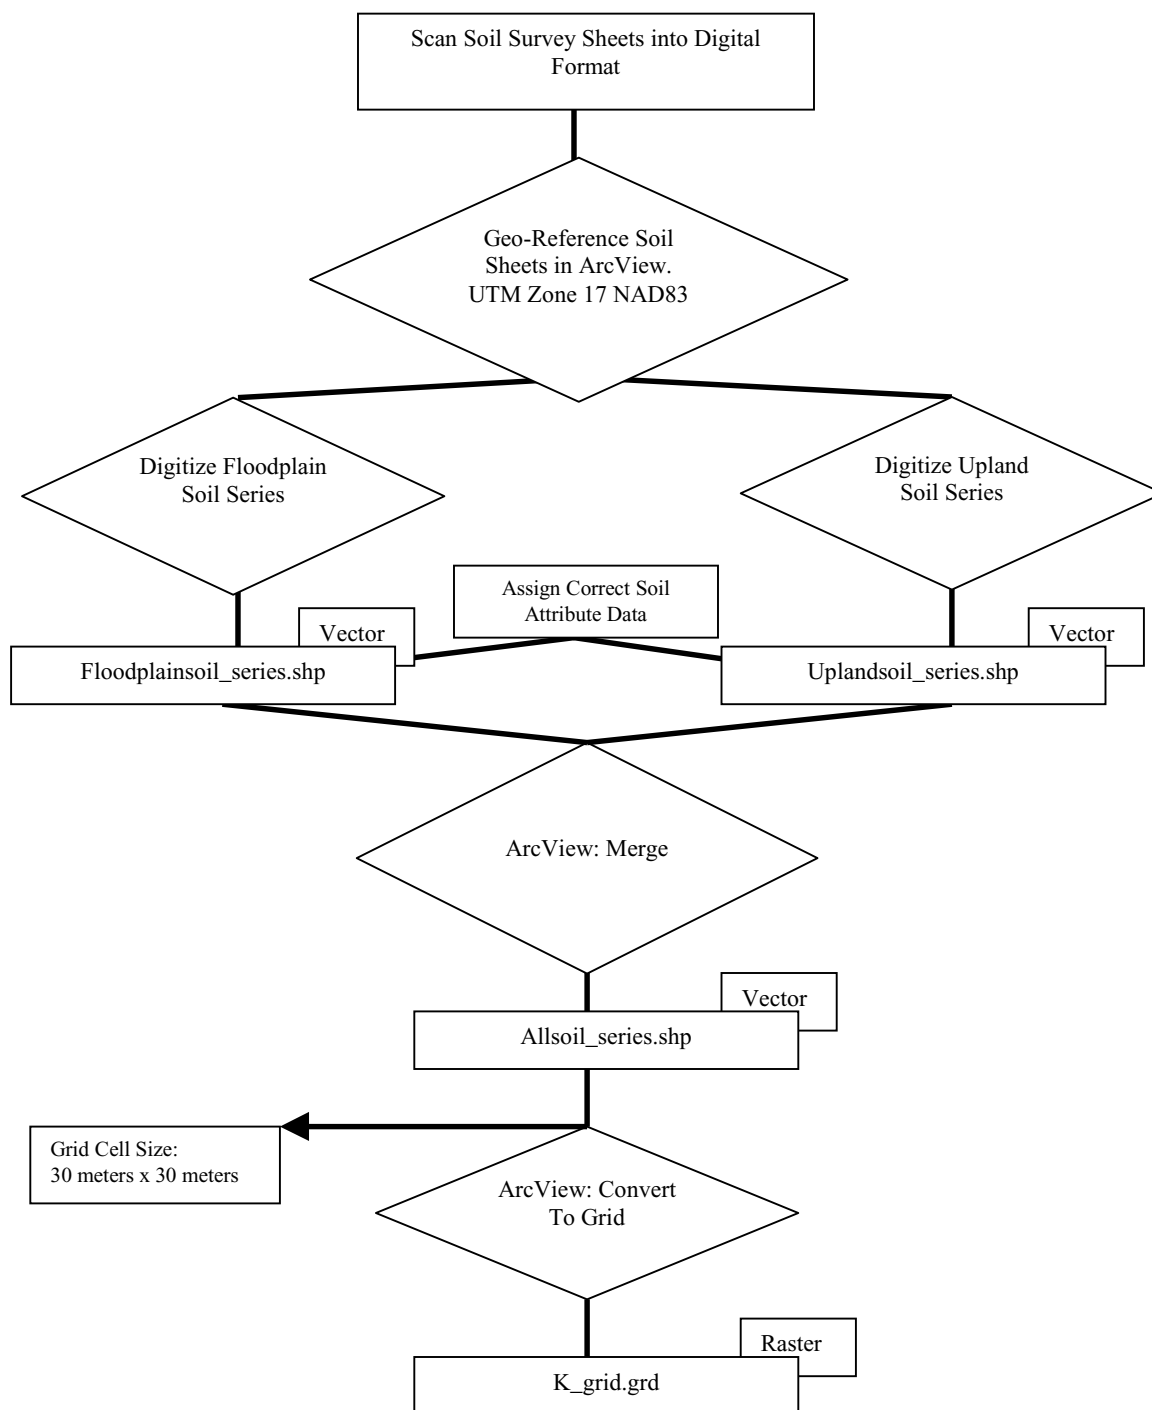 Scan Soil Survey Sheets into Digital
Format
Geo-Reference Soil
Sheets in ArcView.
UTM Zone 17 NAD83
Digitize Floodplain
Soil Series
Digitize Upland
Soil Series
Assign Correct Soil
Attribute Data
Vector
Floodplainsoil_series.shp
Vector
Uplandsoil_series.shp
ArcView: Merge
Vector
Allsoil_series.shp
Grid Cell Size:
30 meters x 30 meters
ArcView: Convert
To Grid
Raster
K_grid.grd